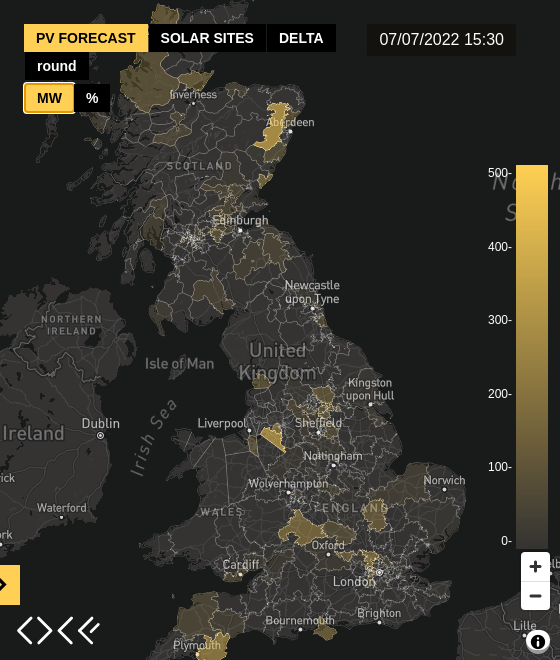 PV FORECAST SOLAR SITES DELTA 07/07/2022 15:30
round
MW %
Inverness
Aberdeen
SCOTLAND
500-
Edinburgh
400-
Newcastle
upon Tyne
NORTHERN
IRELAND
300-
United
Kingdom
Isle of Man
Kingston
upon Hull
200-
Dublin
Liverpool
Sheffield
Ireland
Irish Sea
Nottingham
100-
Norwich
Wolverhampton
Waterford
WALES
ENGLAND
0-
Oxford
Cardiff
London
Brighton
Bournemouth
Lille
Plymouth